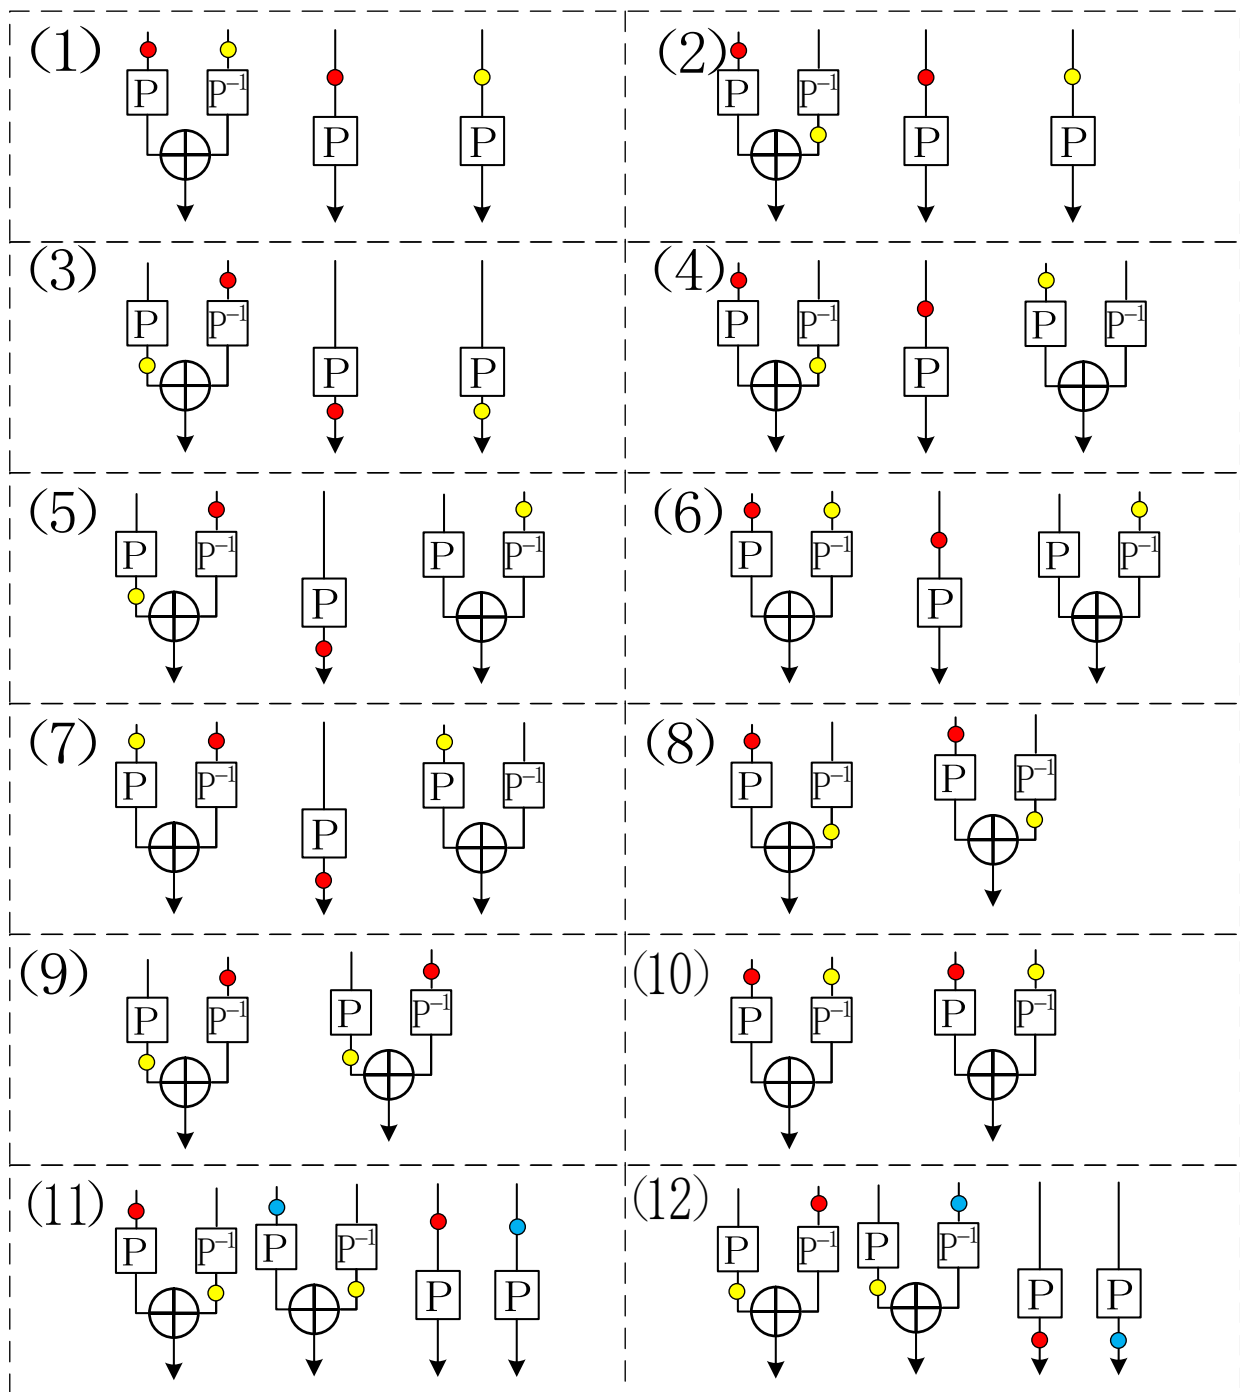 (1) P P⁻¹ P P
(2) P P⁻¹ P P
(3) P P⁻¹ P P
(4) P P⁻¹ P P P⁻¹
(5) P P⁻¹ P P P⁻¹
(6) P P⁻¹ P P P⁻¹
(7) P P⁻¹ P P P⁻¹
(8) P P⁻¹ P P⁻¹
(9) P P⁻¹ P P⁻¹
(10) P P⁻¹ P P⁻¹
(11) P P⁻¹ P P⁻¹ P P
(12) P P⁻¹ P P⁻¹ P P